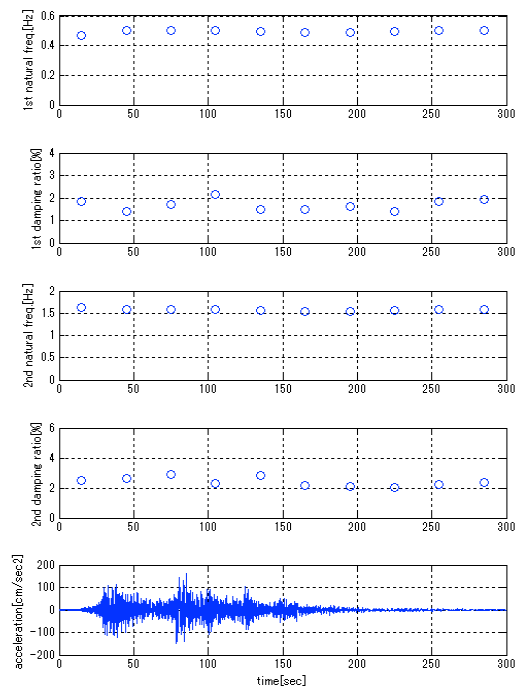 1st natural freq.[Hz]
0.6
0.4
0.2
0
0 50 100 150 200 250 300
1st damping ratio[%]
4
3
2
1
0
0 50 100 150 200 250 300
2nd natural freq.[Hz]
2
1.5
1
0.5
0
0 50 100 150 200 250 300
2nd damping ratio[%]
6
4
2
0
0 50 100 150 200 250 300
acceleration[cm/sec2]
200
100
0
−100
−200
0 50 100 150 200 250 300
time[sec]